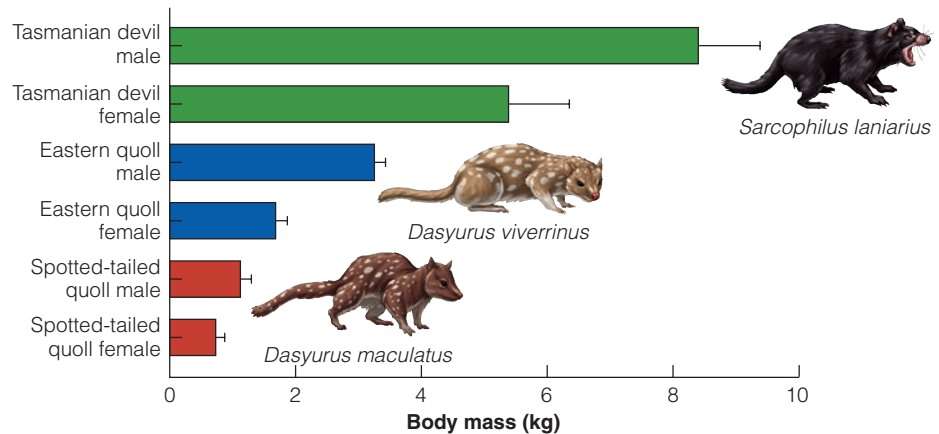 Tasmanian devil
male
Tasmanian devil
female
Eastern quoll
male
Eastern quoll
female
Spotted-tailed
quoll male
Spotted-tailed
quoll female
Sarcophilus laniarius
Dasyurus viverrinus
Dasyurus maculatus
0 2 4 6 8 10
Body mass (kg)